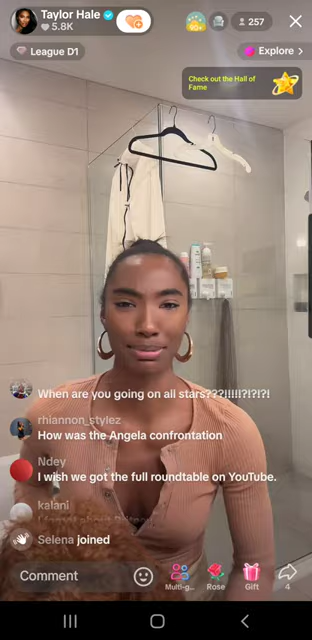 Taylor Hale
5.8K
90+
257
League D1
Explore >
Check out the Hall of
Fame
When are you going on all stars???!!!!!?!?!?!
rhiannon_stylez
How was the Angela confrontation
Ndey
I wish we got the full roundtable on YouTube.
kalani
Selena joined
Comment
Multi-g...
Rose
Gift
4